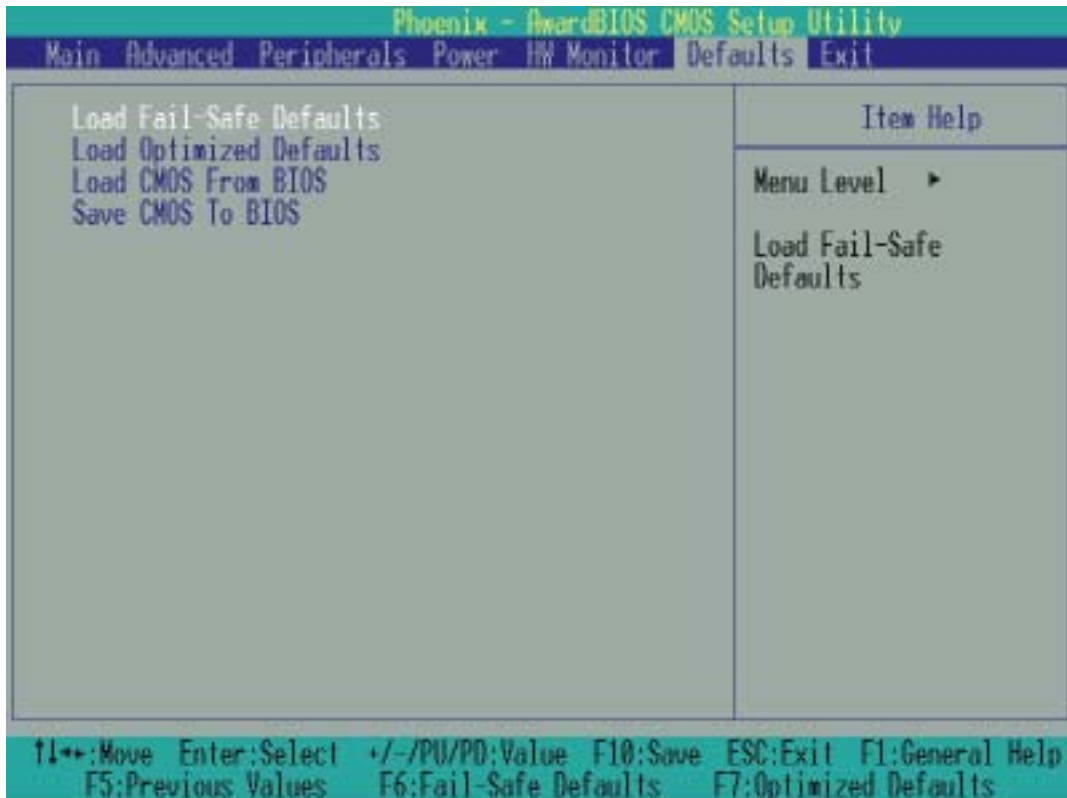 Phoenix - AwardBIOS CMOS Setup Utility
Main Advanced Peripherals Power HW Monitor Defaults Exit
Load Fail-Safe Defaults
Load Optimized Defaults
Load CMOS From BIOS
Save CMOS To BIOS
Item Help
Menu Level ►
Load Fail-Safe
Defaults
↑↓→←:Move Enter:Select +/-/PU/PD:Value F10:Save ESC:Exit F1:General Help
F5:Previous Values F6:Fail-Safe Defaults F7:Optimized Defaults